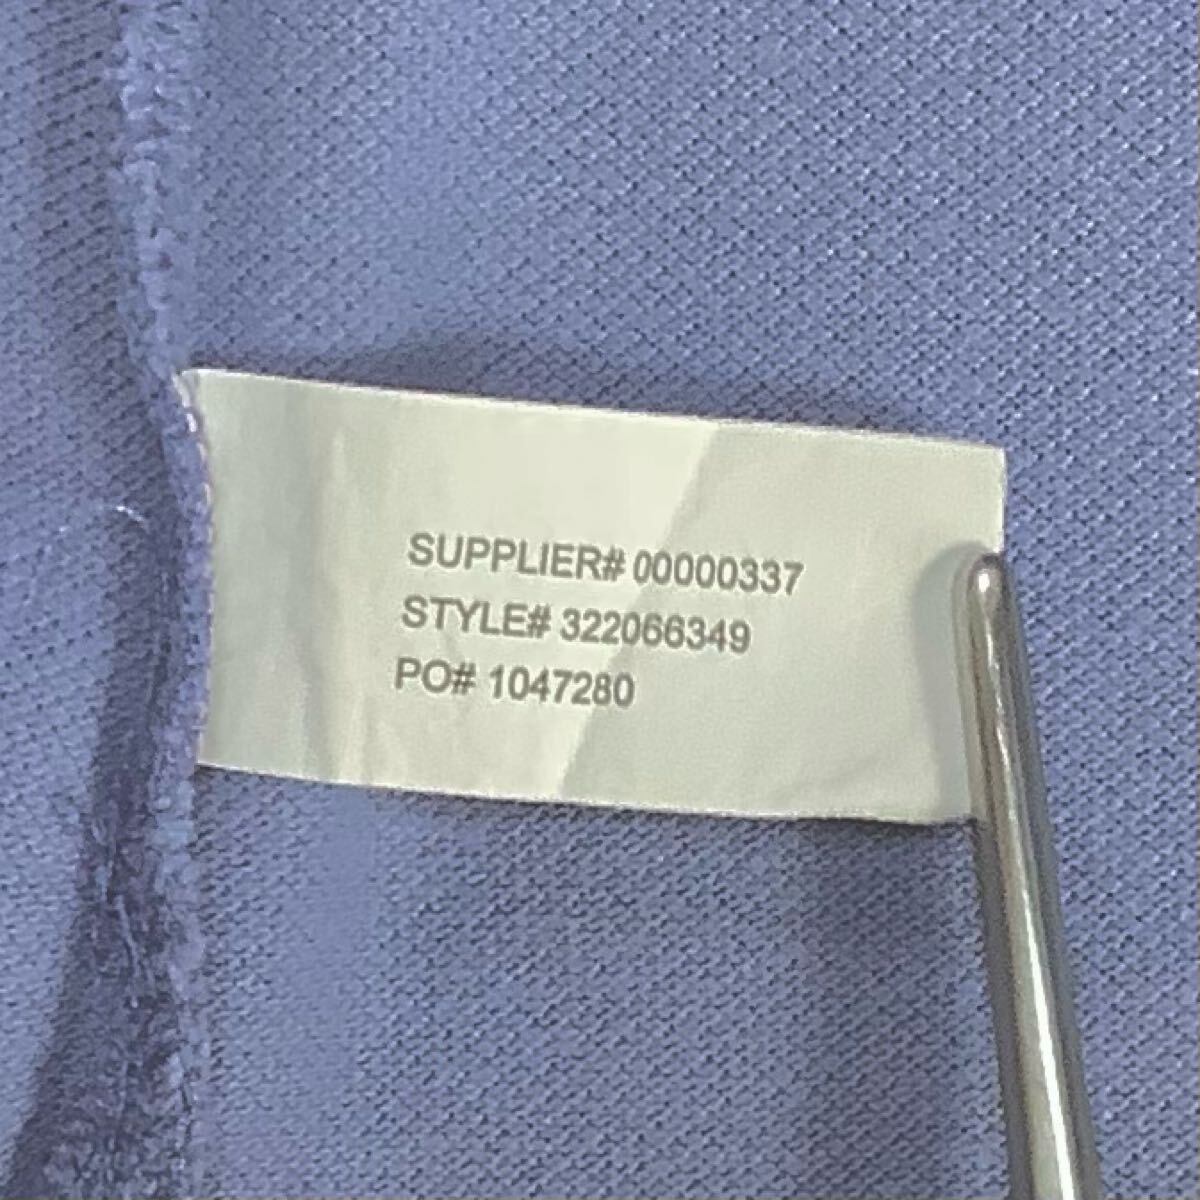 SUPPLIER# 00000337
STYLE# 322066349
PO# 1047280